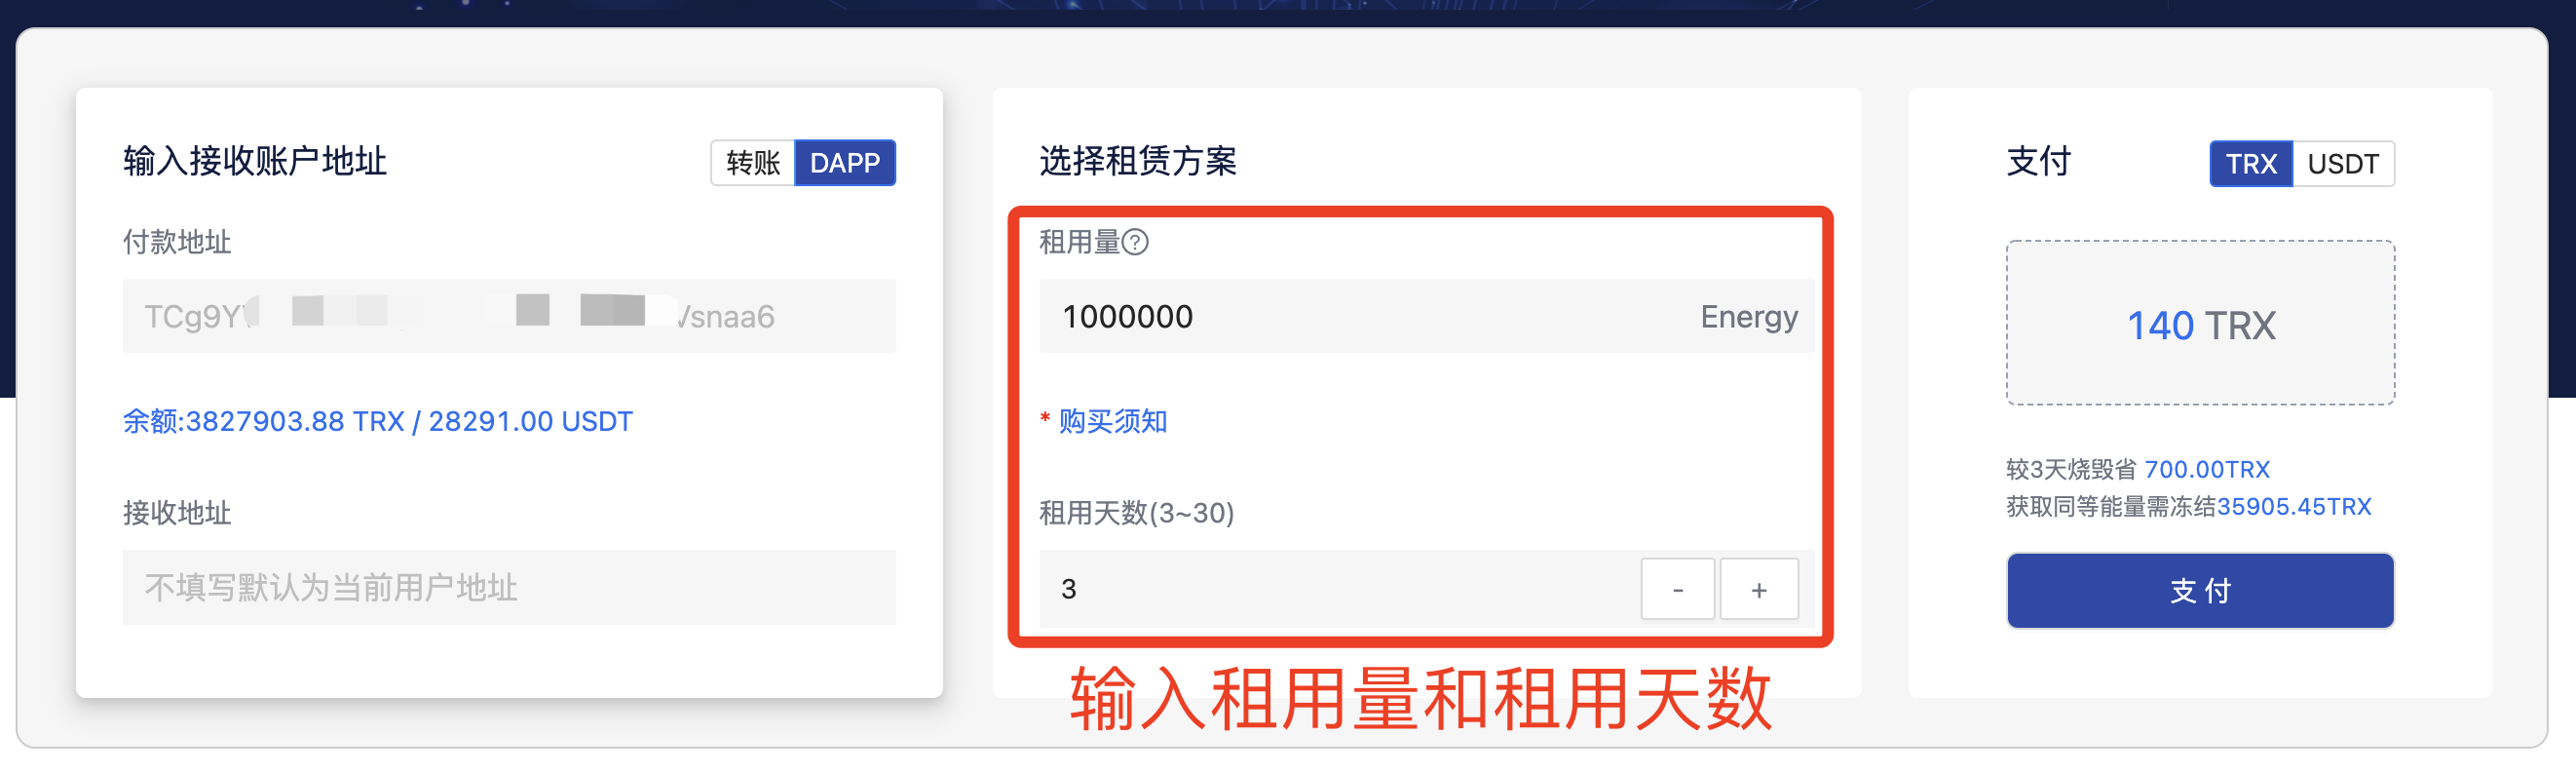 输入接收账户地址
转账
DAPP
付款地址
TCg9Y
Vsnaa6
余额:3827903.88 TRX / 28291.00 USDT
接收地址
不填写默认为当前用户地址
选择租赁方案
租用量?
1000000
Energy
* 购买须知
租用天数(3~30)
3
-
+
输入租用量和租用天数
支付
TRX
USDT
140 TRX
较3天烧毁省 700.00TRX
获取同等能量需冻结35905.45TRX
支 付